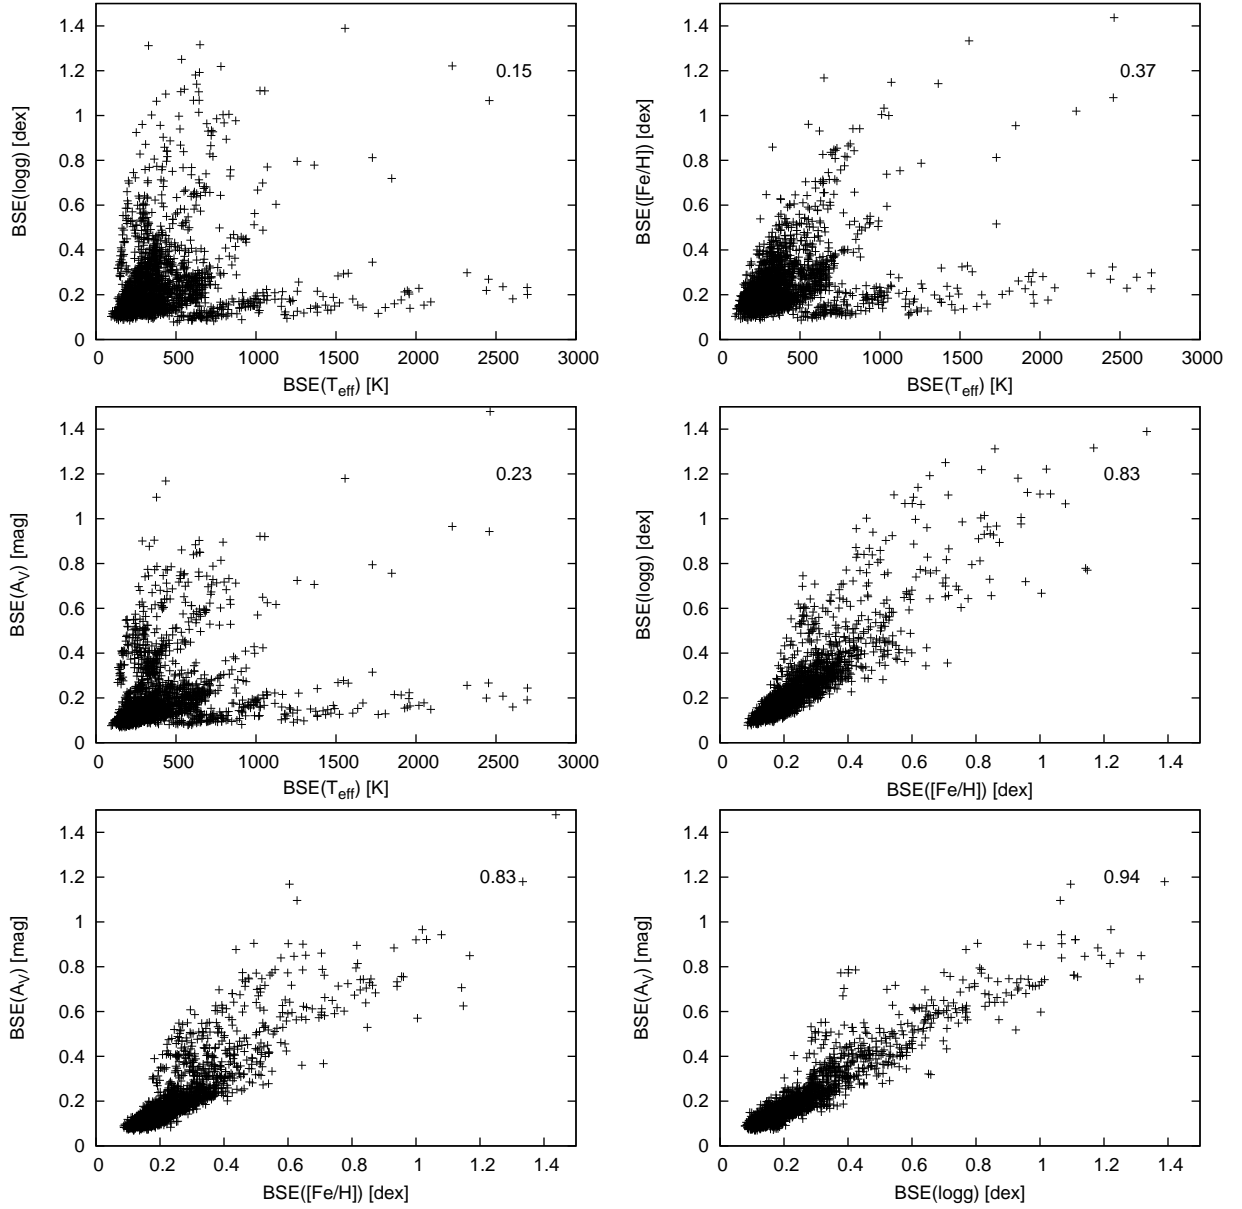 0 0.2 0.4 0.6 0.8 1 1.2 1.4
0 500 1000 1500 2000 2500 3000
BSE(logg) [dex]
BSE(Teff) [K]
0.15
0 0.2 0.4 0.6 0.8 1 1.2 1.4
0 500 1000 1500 2000 2500 3000
BSE([Fe/H]) [dex]
BSE(Teff) [K]
0.37
0 0.2 0.4 0.6 0.8 1 1.2 1.4
0 500 1000 1500 2000 2500 3000
BSE(AV) [mag]
BSE(Teff) [K]
0.23
0 0.2 0.4 0.6 0.8 1 1.2 1.4
0 0.2 0.4 0.6 0.8 1 1.2 1.4
BSE(logg) [dex]
BSE([Fe/H]) [dex]
0.83
0 0.2 0.4 0.6 0.8 1 1.2 1.4
0 0.2 0.4 0.6 0.8 1 1.2 1.4
BSE(AV) [mag]
BSE([Fe/H]) [dex]
0.83
0 0.2 0.4 0.6 0.8 1 1.2 1.4
0 0.2 0.4 0.6 0.8 1 1.2 1.4
BSE(AV) [mag]
BSE(logg) [dex]
0.94